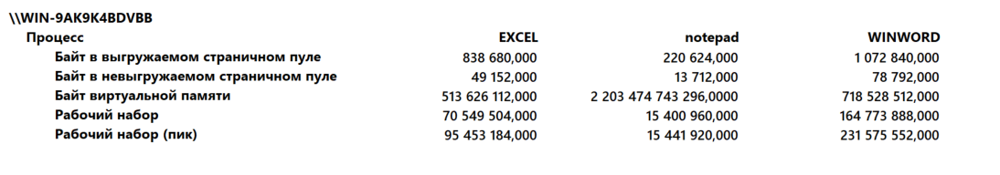 \\WIN-9AK9K4BDVBB
Процесс EXCEL notepad WINWORD
Байт в выгружаемом страничном пуле 838 680,000 220 624,000 1 072 840,000
Байт в невыгружаемом страничном пуле 49 152,000 13 712,000 78 792,000
Байт виртуальной памяти 513 626 112,000 2 203 474 743 296,0000 718 528 512,000
Рабочий набор 70 549 504,000 15 400 960,000 164 773 888,000
Рабочий набор (пик) 95 453 184,000 15 441 920,000 231 575 552,000